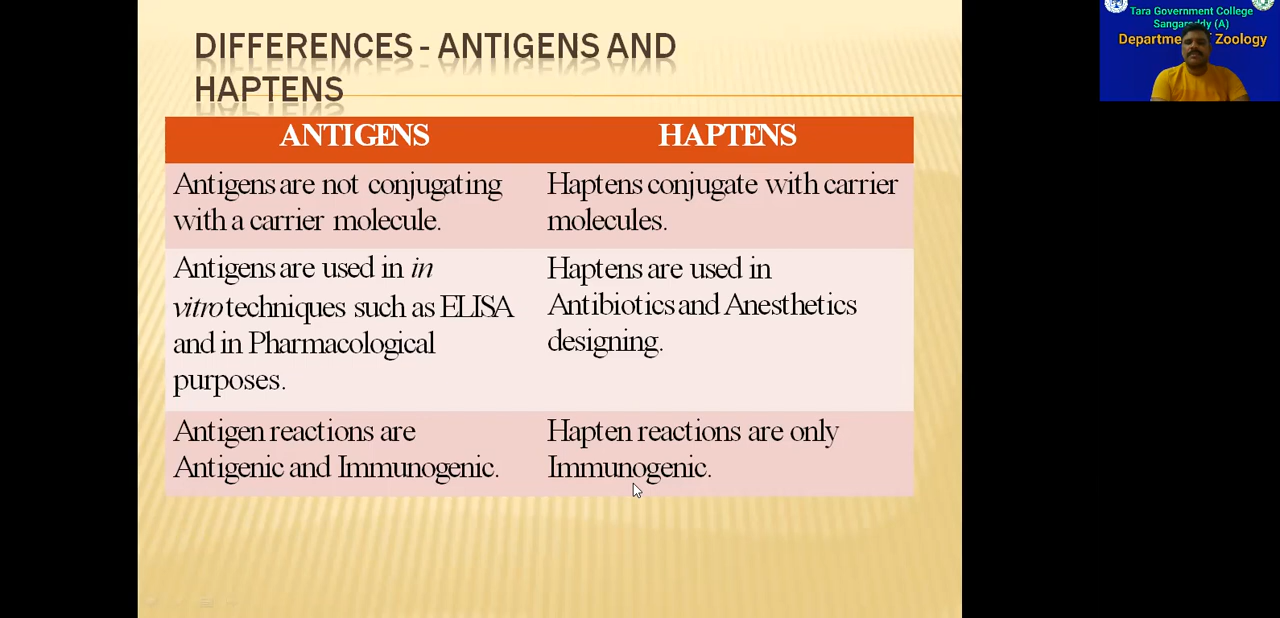 DIFFERENCES - ANTIGENS AND
HAPTENS
ANTIGENS
HAPTENS
Antigens are not conjugating
with a carrier molecule.
Haptens conjugate with carrier
molecules.
Antigens are used in in
vitro techniques such as ELISA
and in Pharmacological
purposes.
Haptens are used in
Antibiotics and Anesthetics
designing.
Antigen reactions are
Antigenic and Immunogenic.
Hapten reactions are only
Immunogenic.
Tara Government College
Sangareddy (A)
Department of Zoology